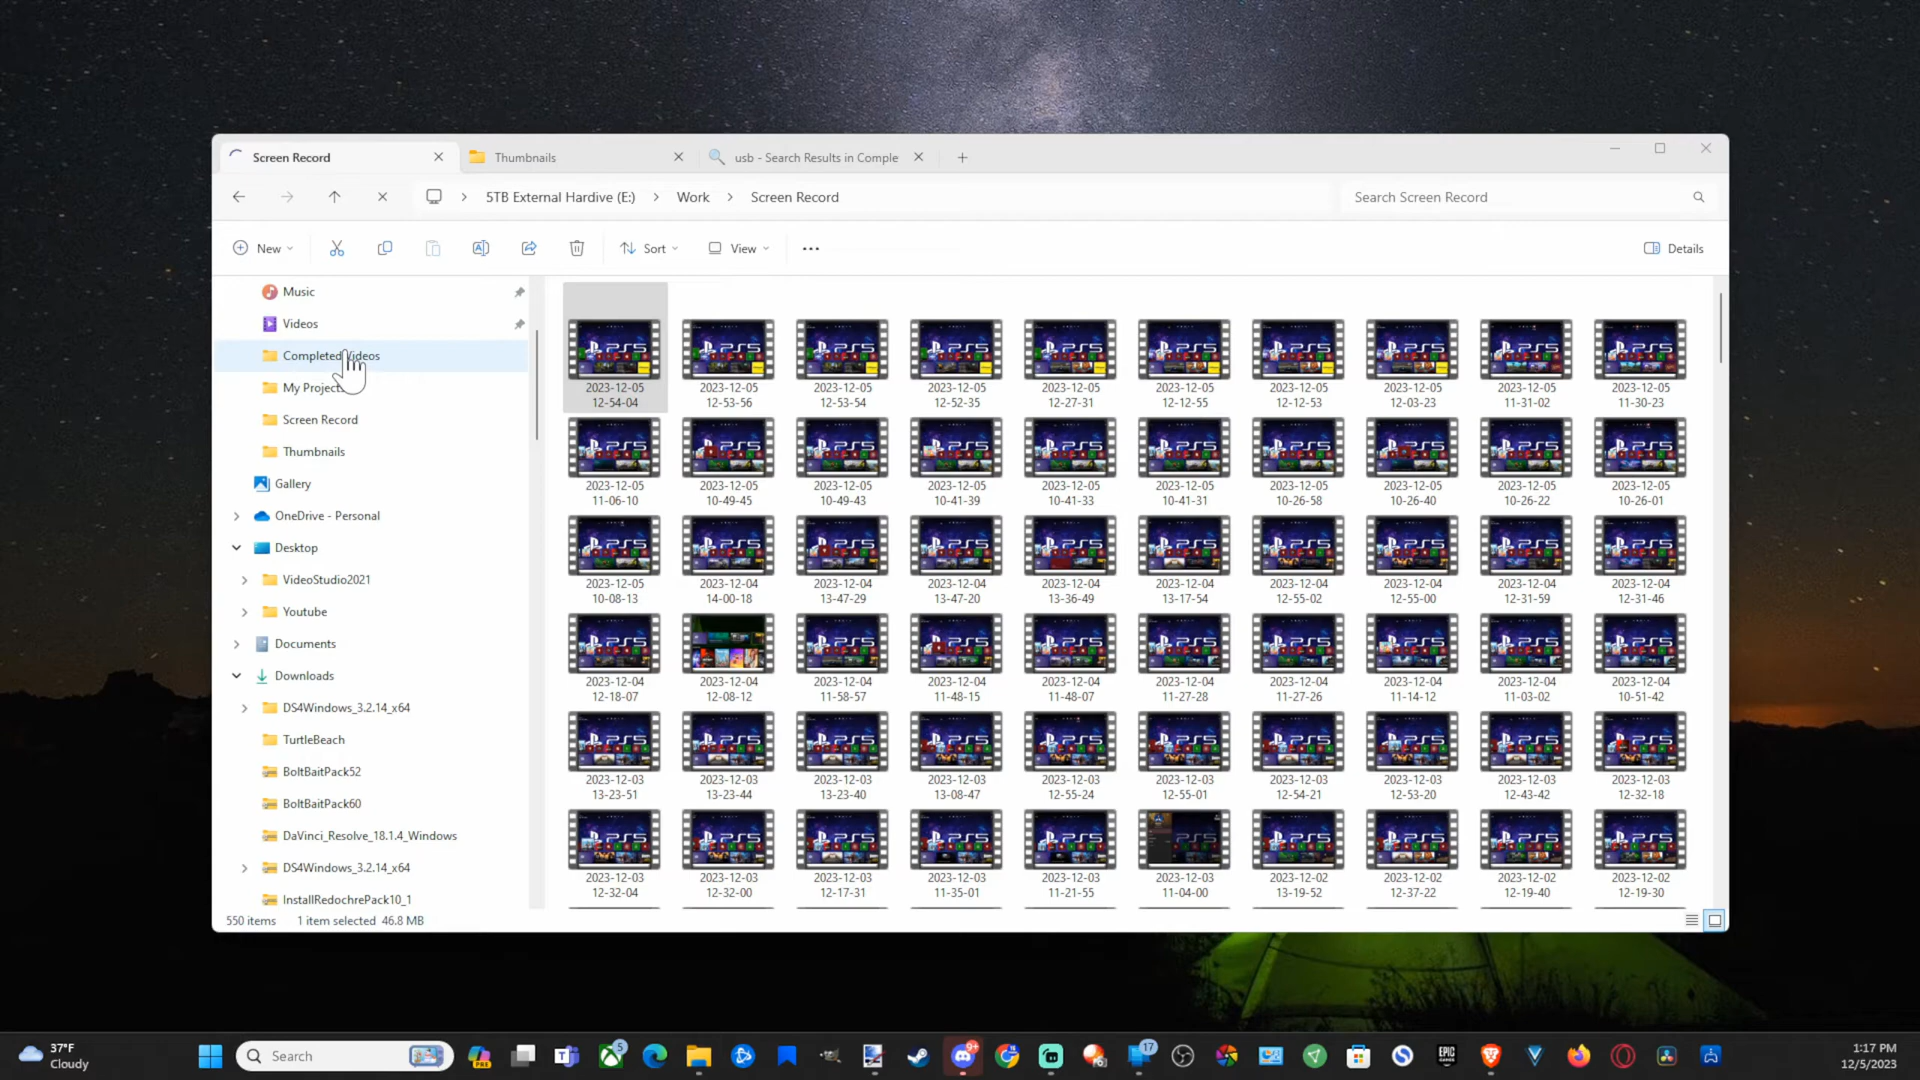 Screen Record
Thumbnails
usb - Search Results in Comple
5TB External Hardive (E:)
Work
Screen Record
Search Screen Record
New
Sort
View
Details
Music
Videos
Completed Videos
My Projects
Screen Record
Thumbnails
Gallery
OneDrive - Personal
Desktop
VideoStudio2021
Youtube
Documents
Downloads
DS4Windows_3.2.14_x64
TurtleBeach
BoltBaitPack52
BoltBaitPack60
DaVinci_Resolve_18.1.4_Windows
DS4Windows_3.2.14_x64
InstallRedochrePack10_1
2023-12-05 2023-12-05 2023-12-05 2023-12-05 2023-12-05 2023-12-05 2023-12-05 2023-12-05 2023-12-05 2023-12-05
12-54-04 12-53-56 12-53-54 12-52-35 12-27-31 12-12-55 12-12-53 12-03-23 11-31-02 11-30-23
2023-12-05 2023-12-05 2023-12-05 2023-12-05 2023-12-05 2023-12-05 2023-12-05 2023-12-05 2023-12-05 2023-12-05
11-06-10 10-49-45 10-49-43 10-41-39 10-41-33 10-41-31 10-26-58 10-26-40 10-26-22 10-26-01
2023-12-05 2023-12-04 2023-12-04 2023-12-04 2023-12-04 2023-12-04 2023-12-04 2023-12-04 2023-12-04 2023-12-04
10-08-13 14-00-18 13-47-29 13-47-20 13-36-49 13-17-54 12-55-02 12-55-00 12-31-59 12-31-46
2023-12-04 2023-12-04 2023-12-04 2023-12-04 2023-12-04 2023-12-04 2023-12-04 2023-12-04 2023-12-04 2023-12-04
12-18-07 12-08-12 11-58-57 11-48-15 11-48-07 11-27-28 11-27-26 11-14-12 11-03-02 10-51-42
2023-12-03 2023-12-03 2023-12-03 2023-12-03 2023-12-03 2023-12-03 2023-12-03 2023-12-03 2023-12-03 2023-12-03
13-23-51 13-23-44 13-23-40 13-08-47 12-55-24 12-55-01 12-54-21 12-53-20 12-43-42 12-32-18
2023-12-03 2023-12-03 2023-12-03 2023-12-03 2023-12-03 2023-12-03 2023-12-02 2023-12-02 2023-12-02 2023-12-02
12-32-04 12-32-00 12-17-31 11-35-01 11-21-55 11-04-00 13-19-52 12-37-22 12-19-40 12-19-30
550 items 1 item selected 46.8 MB
37°F
Cloudy
Search
PRE
5
9+
17
EPIC
GAMES
1:17 PM
12/5/2023